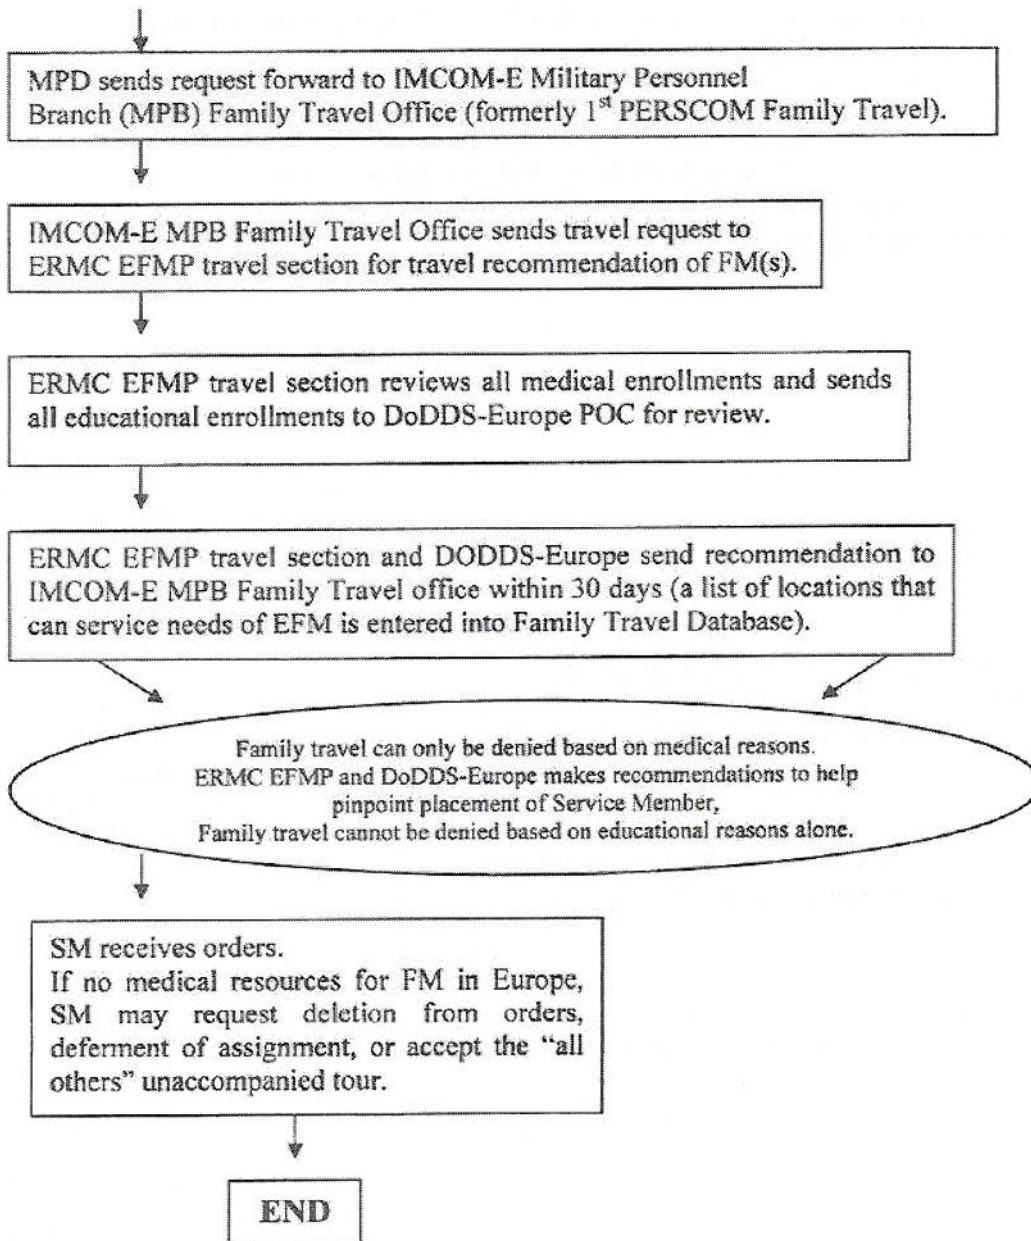 MPD sends request forward to IMCOM-E Military Personnel
Branch (MPB) Family Travel Office (formerly 1st PERSCOM Family Travel).
IMCOM-E MPB Family Travel Office sends travel request to
ERMC EFMP travel section for travel recommendation of FM(s).
ERMC EFMP travel section reviews all medical enrollments and sends
all educational enrollments to DoDDS-Europe POC for review.
ERMC EFMP travel section and DODDS-Europe send recommendation to
IMCOM-E MPB Family Travel office within 30 days (a list of locations that
can service needs of EFM is entered into Family Travel Database).
Family travel can only be denied based on medical reasons.
ERMC EFMP and DoDDS-Europe makes recommendations to help
pinpoint placement of Service Member,
Family travel cannot be denied based on educational reasons alone.
SM receives orders.
If no medical resources for FM in Europe,
SM may request deletion from orders,
deferment of assignment, or accept the “all
others” unaccompanied tour.
END